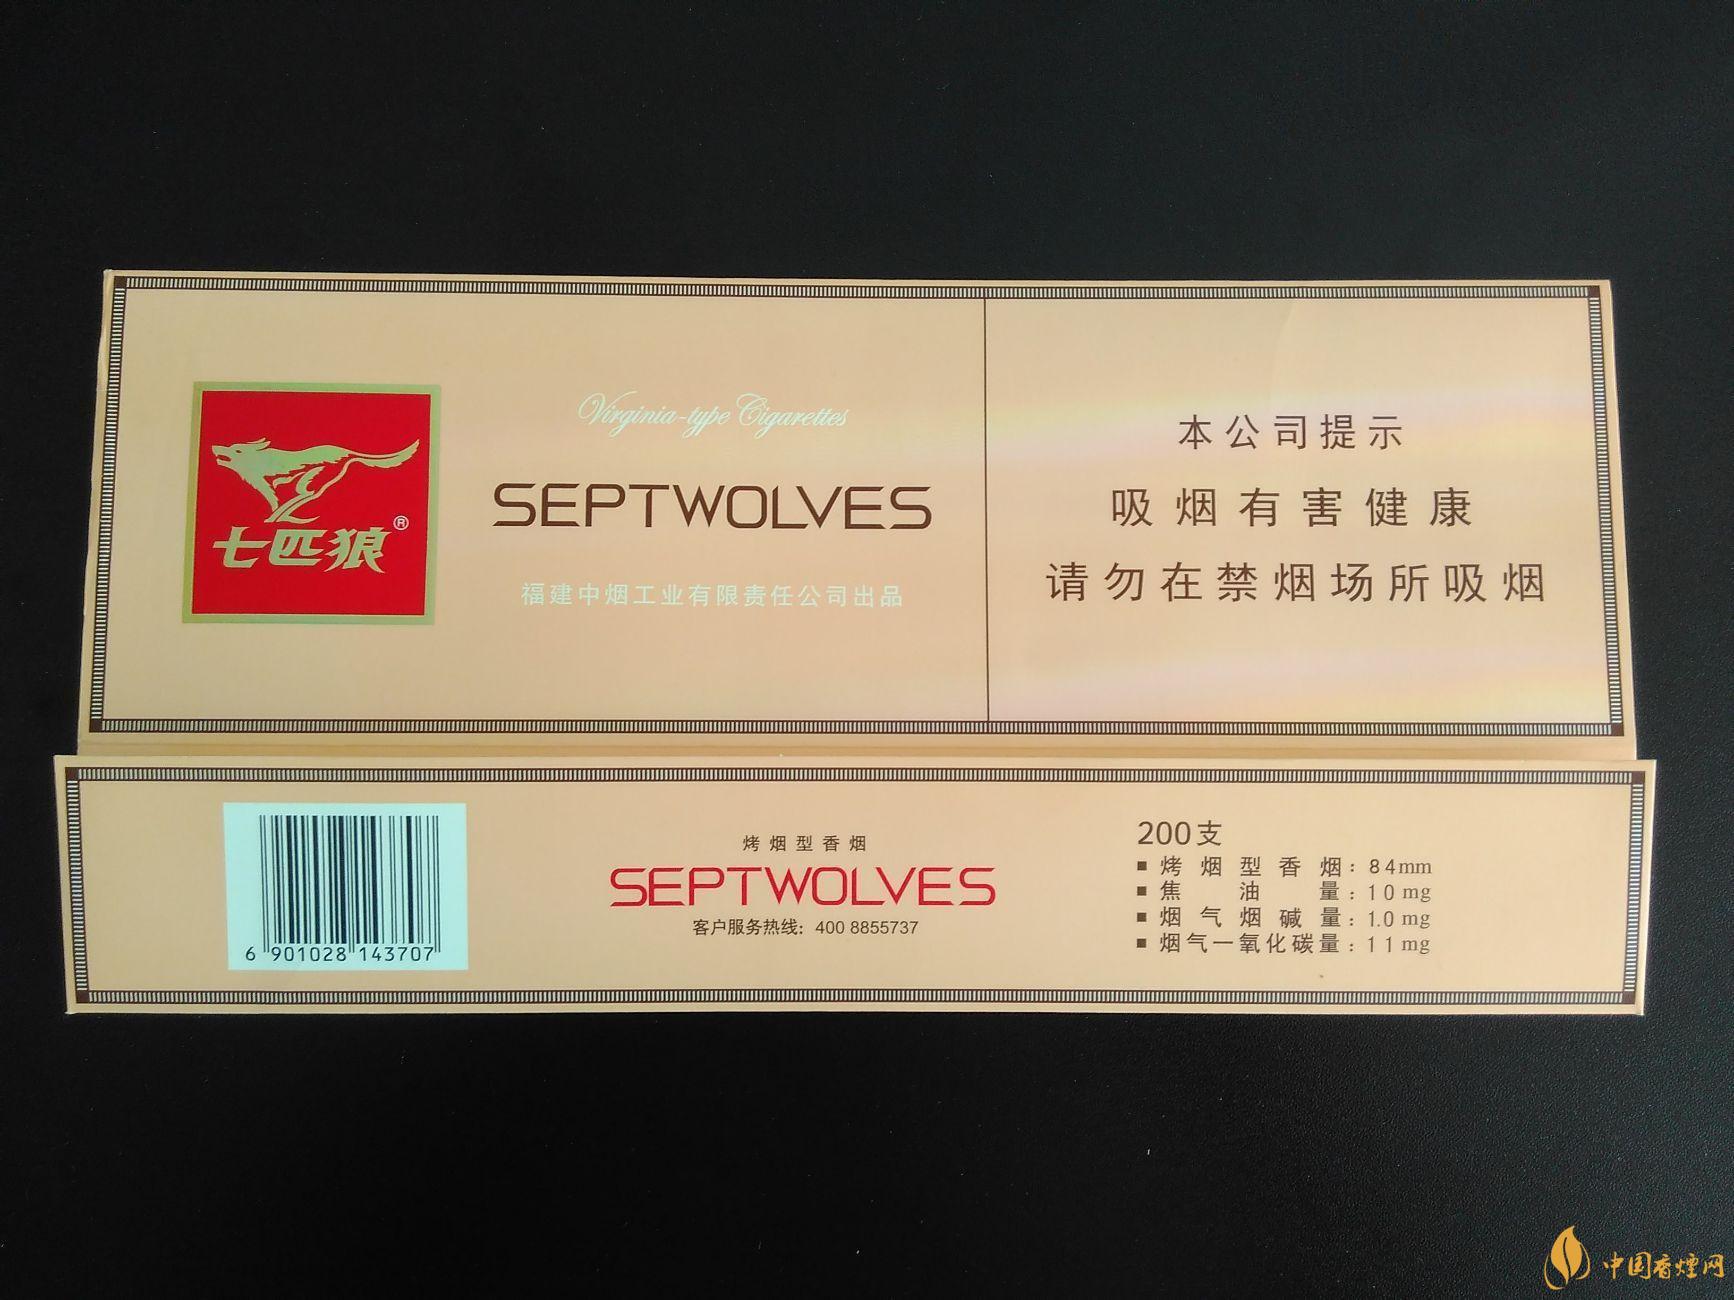 七匹狼®
Virginia-type Cigarettes
SEPTWOLVES
福建中烟工业有限责任公司出品
本公司提示
吸烟有害健康
请勿在禁烟场所吸烟
6 901028 143707
烤烟型香烟
SEPTWOLVES
客户服务热线：400 8855737
200支
■ 烤烟型香烟：84mm
■ 焦油量：10mg
■ 烟气烟碱量：1.0mg
■ 烟气一氧化碳量：11mg
中国香烟网